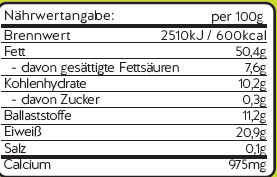 Nährwertangabe: per 100g
Brennwert 2510kJ / 600kcal
Fett 50,4g
- davon gesättigte Fettsäuren 7,6g
Kohlenhydrate 10,2g
- davon Zucker 0,3g
Ballaststoffe 11,2g
Eiweiß 20,9g
Salz 0,1g
Calcium 975mg